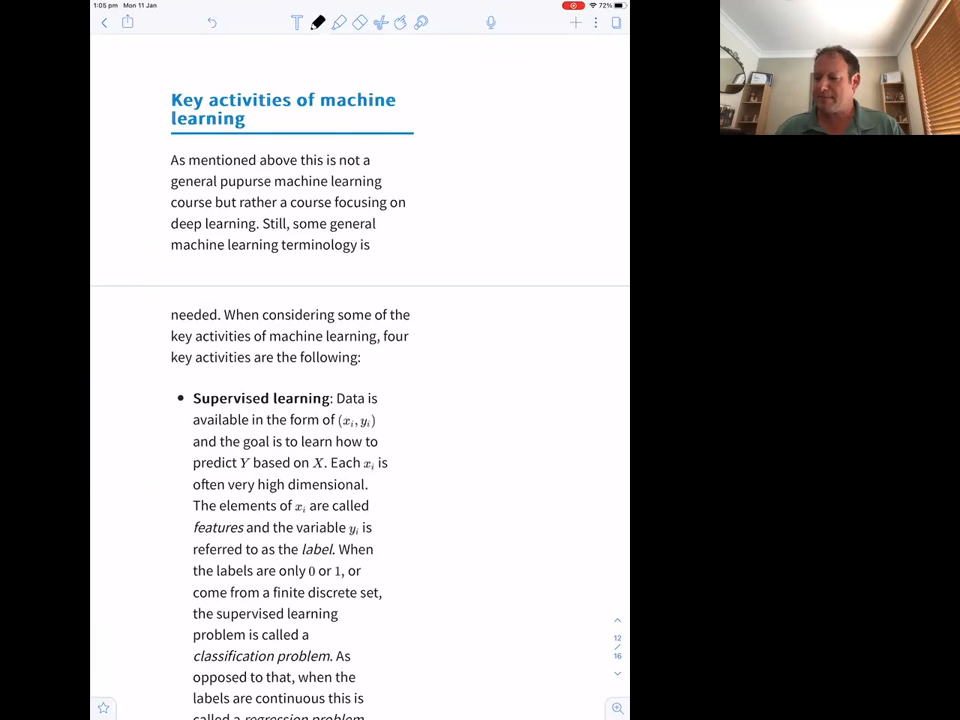 1:05 pm Mon 11 Jan
72%
Key activities of machine
learning
As mentioned above this is not a
general pupurse machine learning
course but rather a course focusing on
deep learning. Still, some general
machine learning terminology is
needed. When considering some of the
key activities of machine learning, four
key activities are the following:
• Supervised learning: Data is
available in the form of (xᵢ, yᵢ)
and the goal is to learn how to
predict Y based on X. Each xᵢ is
often very high dimensional.
The elements of xᵢ are called
features and the variable yᵢ is
referred to as the label. When
the labels are only 0 or 1, or
come from a finite discrete set,
the supervised learning
problem is called a
classification problem. As
opposed to that, when the
labels are continuous this is
called a regression problem
12
/
16